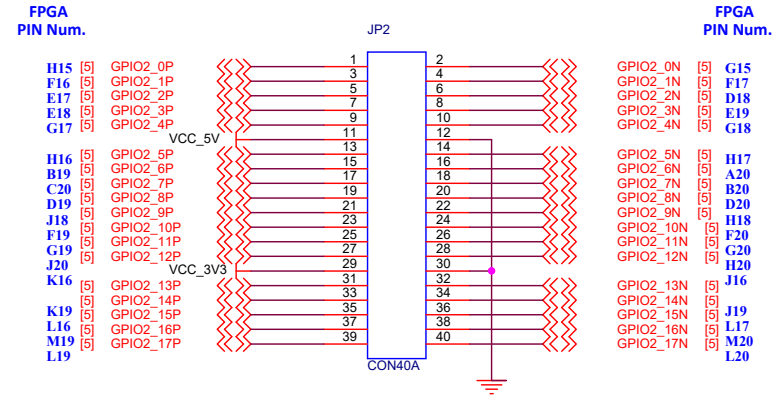 FPGA
PIN Num.
JP2
FPGA
PIN Num.
H15 [5] GPIO2_0P 1 2 GPIO2_0N [5] G15
F16 [5] GPIO2_1P 3 4 GPIO2_1N [5] F17
E17 [5] GPIO2_2P 5 6 GPIO2_2N [5] D18
E18 [5] GPIO2_3P 7 8 GPIO2_3N [5] E19
G17 [5] GPIO2_4P 9 10 GPIO2_4N [5] G18
VCC_5V 11 12
H16 [5] GPIO2_5P 13 14 GPIO2_5N [5] H17
B19 [5] GPIO2_6P 15 16 GPIO2_6N [5] A20
C20 [5] GPIO2_7P 17 18 GPIO2_7N [5] B20
D19 [5] GPIO2_8P 19 20 GPIO2_8N [5] D20
J18 [5] GPIO2_9P 21 22 GPIO2_9N [5] H18
F19 [5] GPIO2_10P 23 24 GPIO2_10N [5] F20
G19 [5] GPIO2_11P 25 26 GPIO2_11N [5] G20
J20 [5] GPIO2_12P 27 28 GPIO2_12N [5] H20
VCC_3V3 29 30
K16 [5] GPIO2_13P 31 32 GPIO2_13N [5] J16
[5] GPIO2_14P 33 34 GPIO2_14N [5]
K19 [5] GPIO2_15P 35 36 GPIO2_15N [5] J19
L16 [5] GPIO2_16P 37 38 GPIO2_16N [5] L17
M19 [5] GPIO2_17P 39 40 GPIO2_17N [5] M20
L19 L20
CON40A